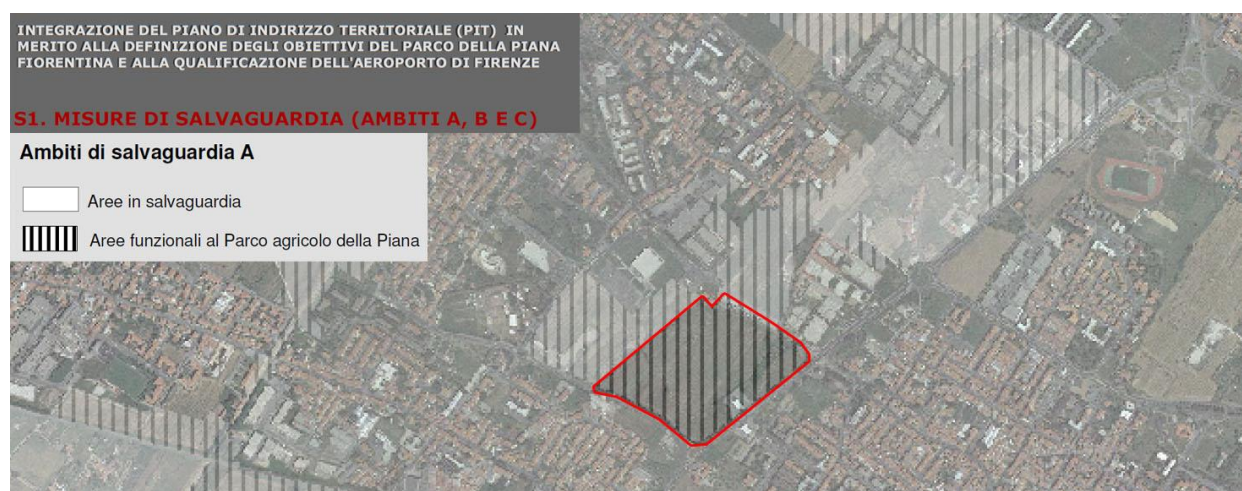 INTEGRAZIONE DEL PIANO DI INDIRIZZO TERRITORIALE (PIT) IN
MERITO ALLA DEFINIZIONE DEGLI OBIETTIVI DEL PARCO DELLA PIANA
FIORENTINA E ALLA QUALIFICAZIONE DELL'AEROPORTO DI FIRENZE
S1. MISURE DI SALVAGUARDIA (AMBITI A, B E C)
Ambiti di salvaguardia A
Aree in salvaguardia
Aree funzionali al Parco agricolo della Piana